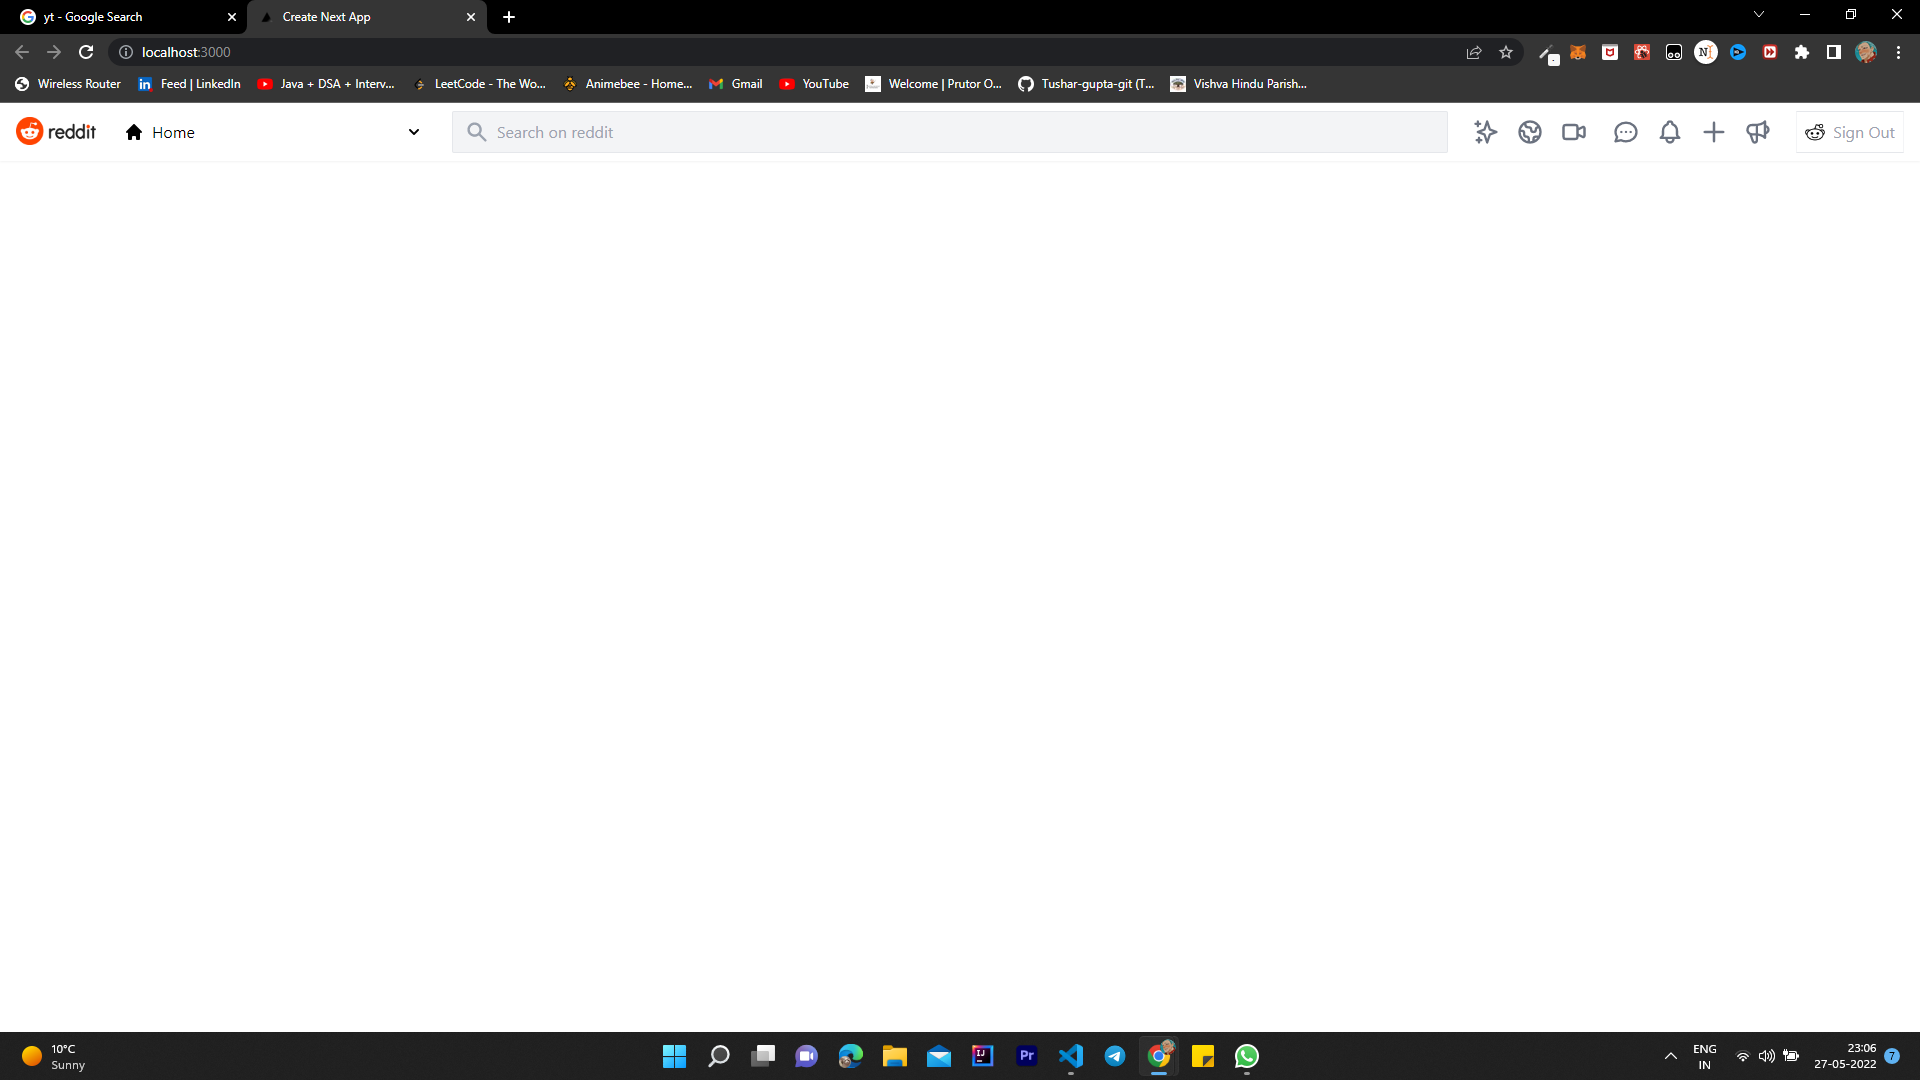 yt - Google Search
Create Next App
localhost:3000
Wireless Router
Feed | LinkedIn
Java + DSA + Interv...
LeetCode - The Wo...
Animebee - Home...
Gmail
YouTube
Welcome | Prutor O...
Tushar-gupta-git (T...
Vishva Hindu Parish...
reddit
Home
Search on reddit
Sign Out
10°C
Sunny
IJ
Pr
ENG
IN
23:06
27-05-2022
7